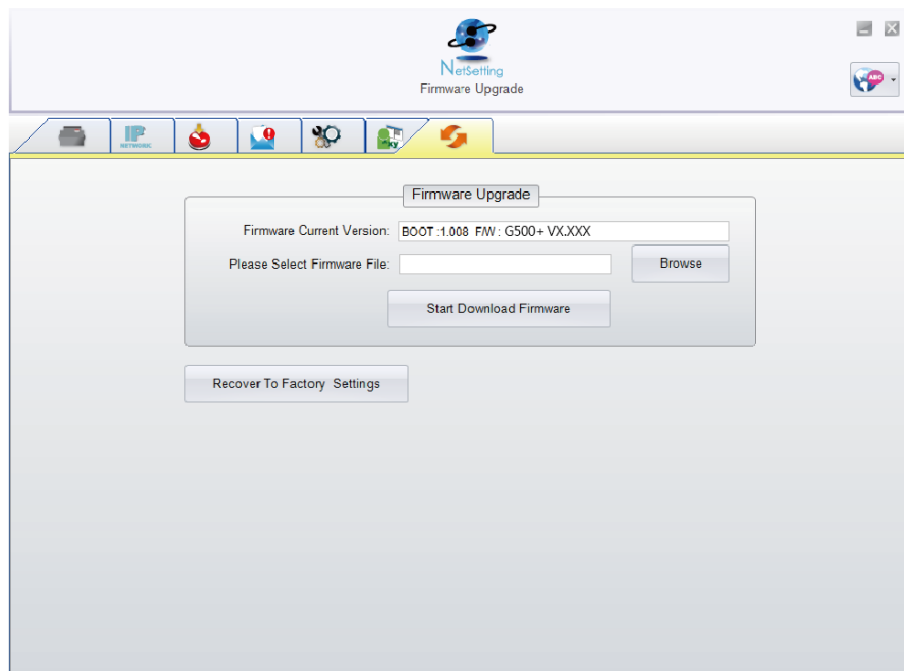 NetSetting
Firmware Upgrade
ABC
IP
NETWORK
Firmware Upgrade
Firmware Current Version: BOOT :1.008 F/W : G500+ VX.XXX
Please Select Firmware File: Browse
Start Download Firmware
Recover To Factory Settings